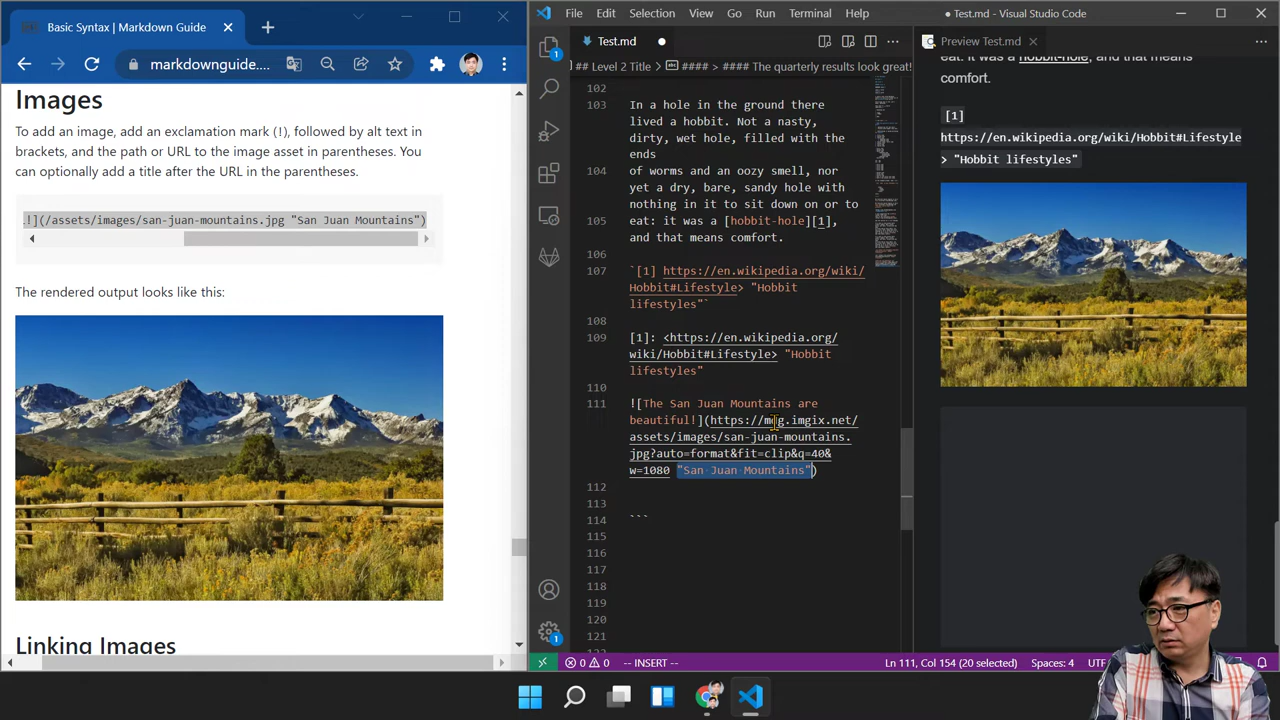 Basic Syntax | Markdown Guide
markdownguide....
Images
To add an image, add an exclamation mark (!), followed by alt text in
brackets, and the path or URL to the image asset in parentheses. You
can optionally add a title after the URL in the parentheses.
.!](/assets/images/san-juan-mountains.jpg "San Juan Mountains")
The rendered output looks like this:
Linking Images
File Edit Selection View Go Run Terminal Help
● Test.md - Visual Studio Code
Test.md
## Level 2 Title > #### > #### The quarterly results look great!
102
103 In a hole in the ground there
lived a hobbit. Not a nasty,
dirty, wet hole, filled with the
ends
104 of worms and an oozy smell, nor
yet a dry, bare, sandy hole with
nothing in it to sit down on or to
105 eat: it was a [hobbit-hole][1],
and that means comfort.
106
107 `[1] https://en.wikipedia.org/wiki/
Hobbit#Lifestyle> "Hobbit
lifestyles"`
108
109 [1]: <https://en.wikipedia.org/
wiki/Hobbit#Lifestyle> "Hobbit
lifestyles"
110
111 ![The San Juan Mountains are
beautiful!](https://mdg.imgix.net/
assets/images/san-juan-mountains.
jpg?auto=format&fit=clip&q=40&
w=1080 "San Juan Mountains")
112
113
114 ```
115
116
117
118
119
120
121
Preview Test.md
eat: it was a hobbit-hole, and that means
comfort.
[1]
https://en.wikipedia.org/wiki/Hobbit#Lifestyle
> "Hobbit lifestyles"
1
1
0 0 -- INSERT --
Ln 111, Col 154 (20 selected) Spaces: 4